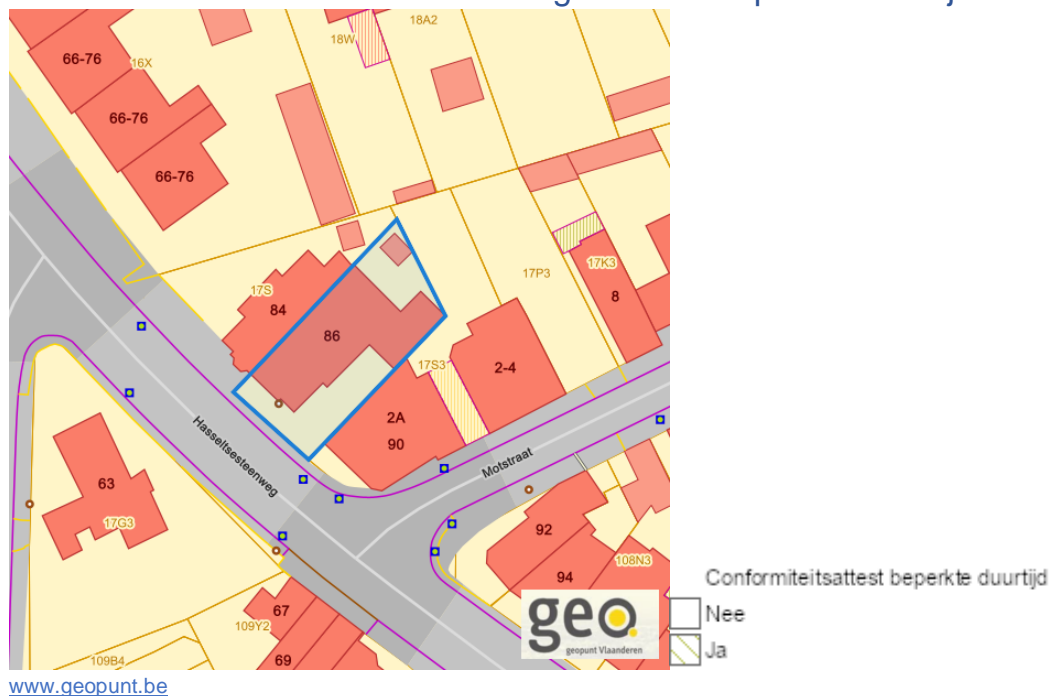 18A2
18W
66-76
16X
66-76
66-76
17S
84
17P3
17K3
8
86
17S3
2-4
2A
90
Hasseltsesteenweg
Motstraat
63
17G3
92
108N3
94
67
109Y2
69
109B4
geo
geopunt Vlaanderen
Conformiteitsattest beperkte duurtijd
Nee
Ja
www.geopunt.be